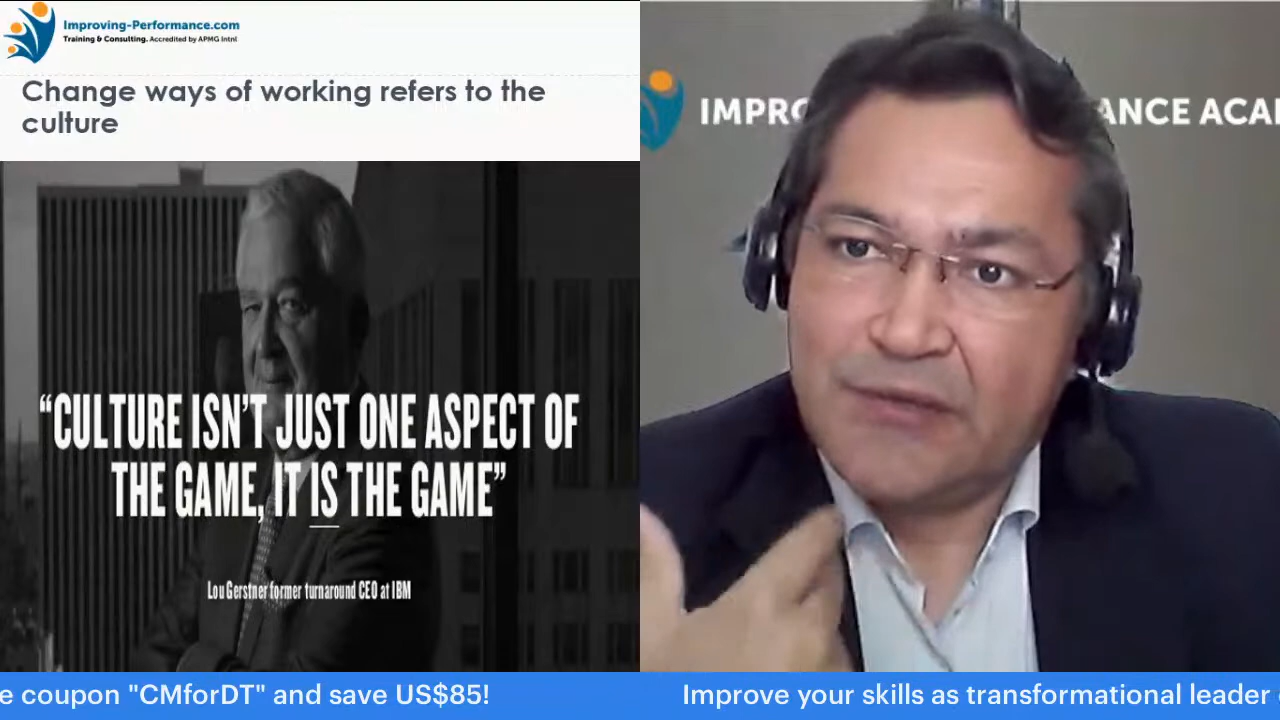 Improving-Performance.com
Training & Consulting. Accredited by APMG Intnl
Change ways of working refers to the
culture
“CULTURE ISN’T JUST ONE ASPECT OF
THE GAME, IT IS THE GAME”
Lou Gerstner former turnaround CEO at IBM
IMPRO ANCE ACA
e coupon "CMforDT" and save US$85!
Improve your skills as transformational leader